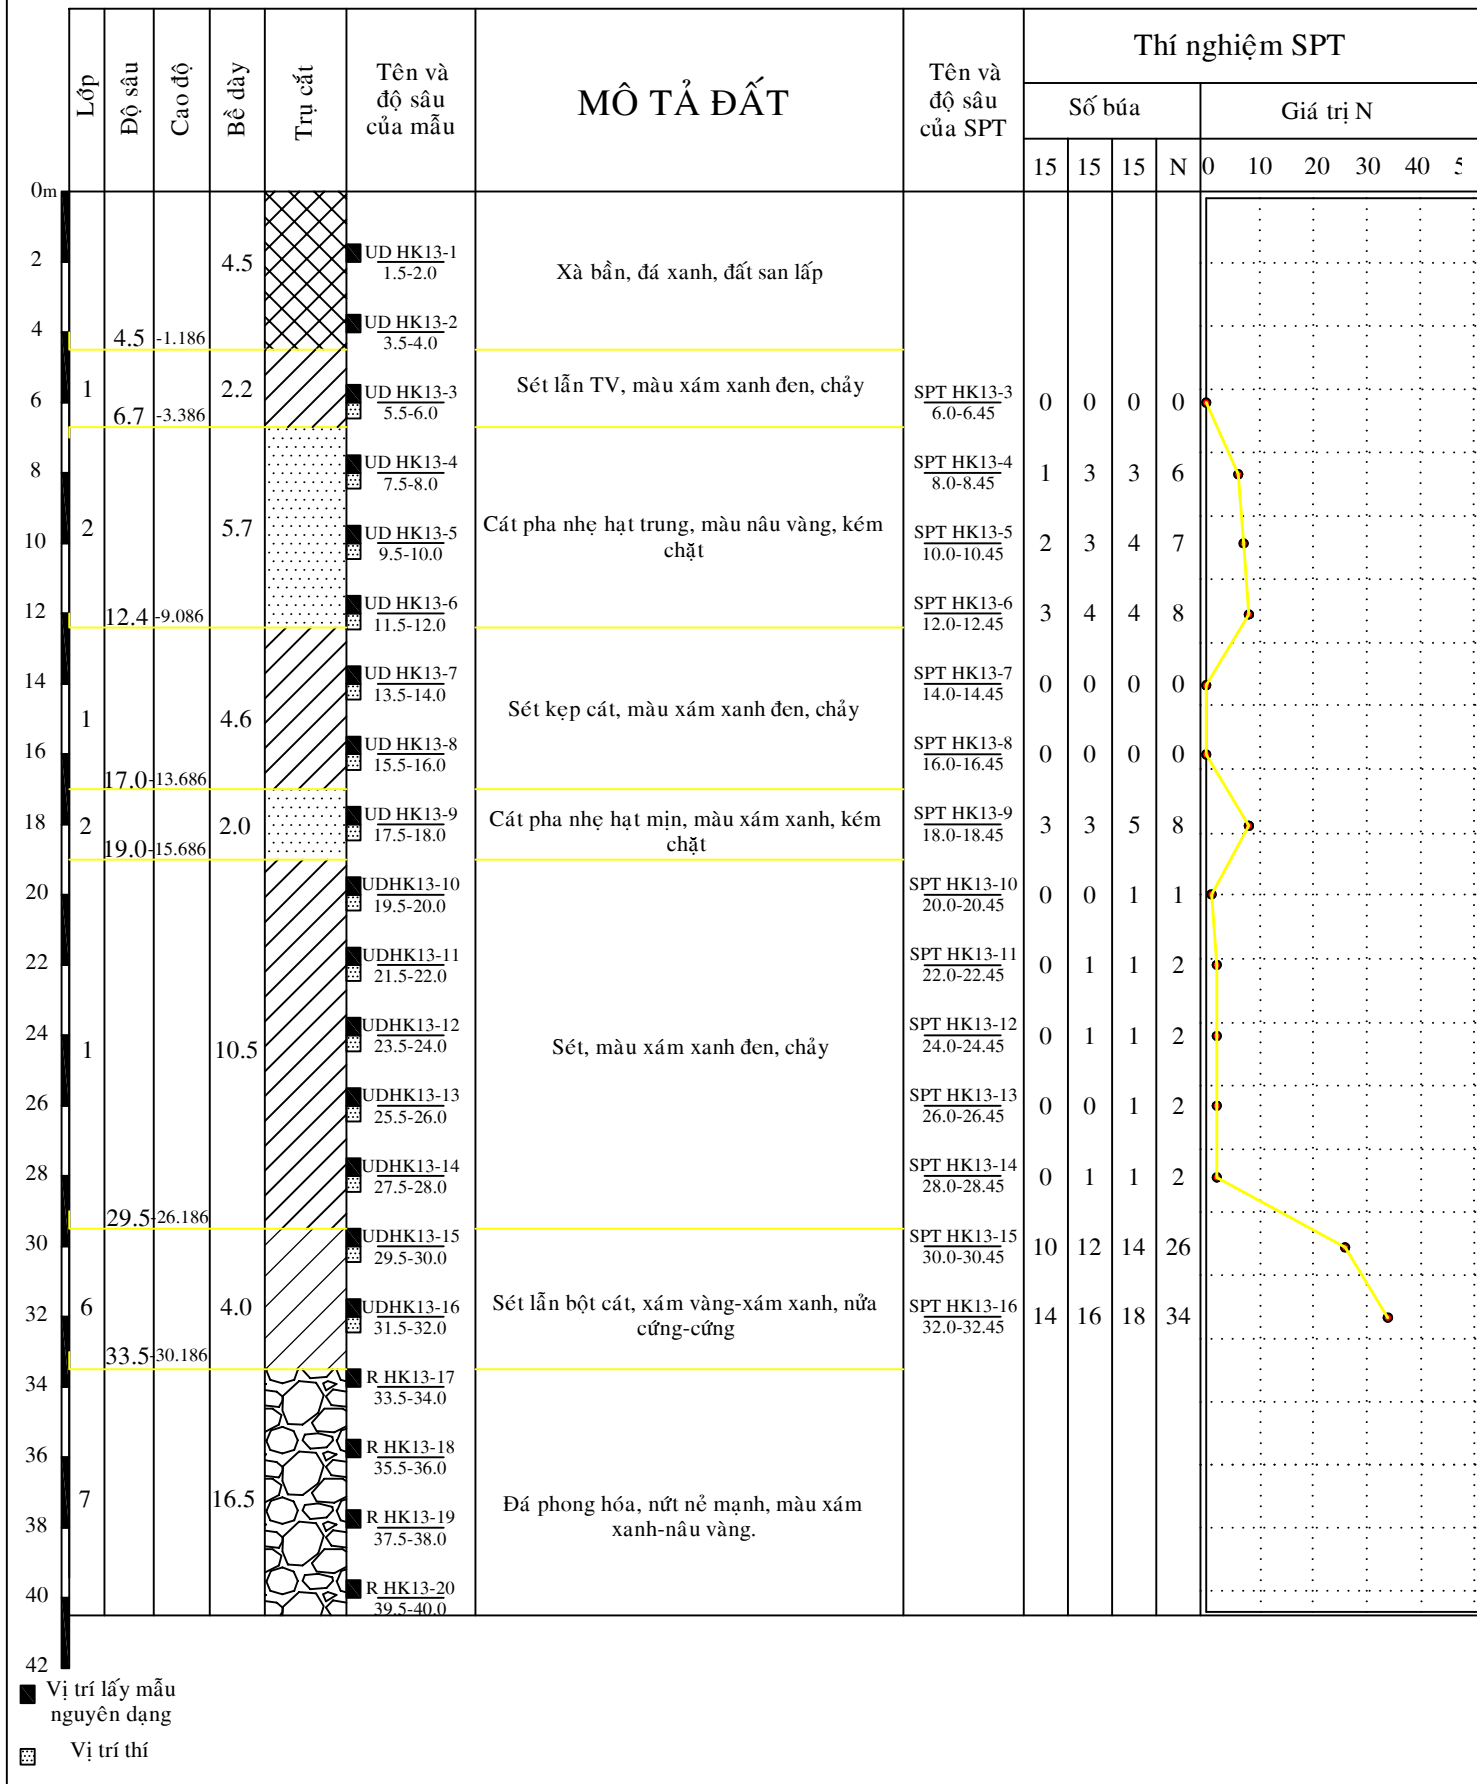 Lớp
Độ sâu
Cao độ
Bề dày
Trụ cắt
Tên và
độ sâu
của mẫu
MÔ TẢ ĐẤT
Tên và
độ sâu
của SPT
Thí nghiệm SPT
Số búa
Giá trị N
15 15 15 N 0 10 20 30 40
0m
2
4.5
UD HK13-1
1.5-2.0
Xà bần, đá xanh, đất san lấp
4
4.5 -1.186
UD HK13-2
3.5-4.0
1
2.2
Sét lẫn TV, màu xám xanh đen, chảy
6
6.7 -3.386
UD HK13-3
5.5-6.0
SPT HK13-3
6.0-6.45
0 0 0 0
8
UD HK13-4
7.5-8.0
SPT HK13-4
8.0-8.45
1 3 3 6
2
5.7
Cát pha nhẹ hạt trung, màu nâu vàng, kém
chặt
10
UD HK13-5
9.5-10.0
SPT HK13-5
10.0-10.45
2 3 4 7
12
12.4 -9.086
UD HK13-6
11.5-12.0
SPT HK13-6
12.0-12.45
3 4 4 8
14
UD HK13-7
13.5-14.0
SPT HK13-7
14.0-14.45
0 0 0 0
1
4.6
Sét kẹp cát, màu xám xanh đen, chảy
16
17.0 -13.686
UD HK13-8
15.5-16.0
SPT HK13-8
16.0-16.45
0 0 0 0
18
2
2.0
UD HK13-9
17.5-18.0
Cát pha nhẹ hạt mịn, màu xám xanh, kém
chặt
SPT HK13-9
18.0-18.45
3 3 5 8
19.0 -15.686
20
UDHK13-10
19.5-20.0
SPT HK13-10
20.0-20.45
0 0 1 1
22
UDHK13-11
21.5-22.0
SPT HK13-11
22.0-22.45
0 1 1 2
24
1
10.5
UDHK13-12
23.5-24.0
Sét, màu xám xanh đen, chảy
SPT HK13-12
24.0-24.45
0 1 1 2
26
UDHK13-13
25.5-26.0
SPT HK13-13
26.0-26.45
0 0 1 2
28
UDHK13-14
27.5-28.0
SPT HK13-14
28.0-28.45
0 1 1 2
29.5 -26.186
30
UDHK13-15
29.5-30.0
SPT HK13-15
30.0-30.45
10 12 14 26
32
6
4.0
UDHK13-16
31.5-32.0
Sét lẫn bột cát, xám vàng-xám xanh, nửa
cứng-cứng
SPT HK13-16
32.0-32.45
14 16 18 34
33.5 -30.186
34
R HK13-17
33.5-34.0
36
R HK13-18
35.5-36.0
7
16.5
Đá phong hóa, nứt nẻ mạnh, màu xám
xanh-nâu vàng.
38
R HK13-19
37.5-38.0
40
R HK13-20
39.5-40.0
42
Vị trí lấy mẫu
nguyên dạng
Vị trí thí